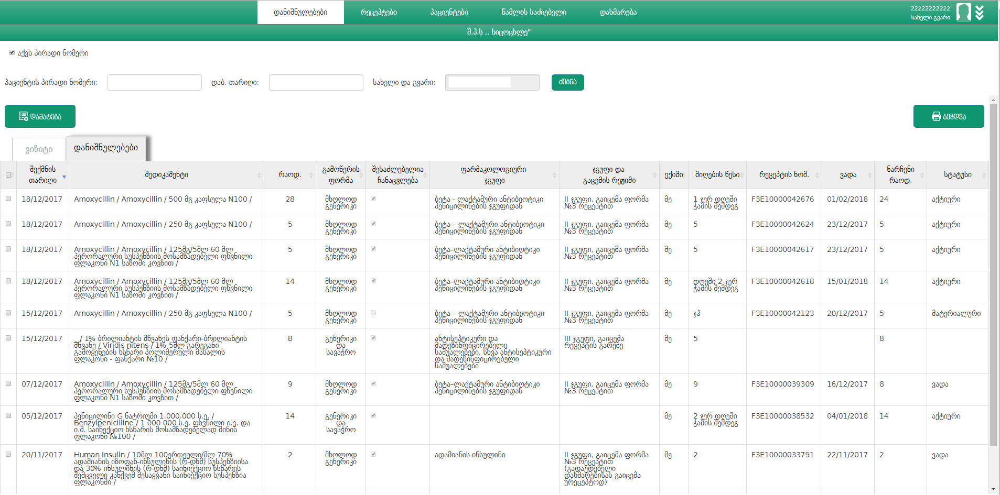 დანიშნულებები რეცეპტები პაციენტები წამლის საძიებელი დახმარება
22222222222
სახელი გვარი
შ.პ.ს ,, სიცოცხლე"
აქვს პირადი ნომერი
პაციენტის პირადი ნომერი: დაბ. თარიღი: სახელი და გვარი: ძებნა
დამატება ბეჭდვა
ვიზიტი დანიშნულებები
შექმნის თარიღი მედიკამენტი რაოდ. გამოწერის ფორმა შესაძლებელია ჩანაცვლება ფარმაკოლოგიური ჯგუფი ჯგუფი და გაცემის რეჟიმი ექიმი მიღების წესი რეცეპტის ნომ. ვადა ნარჩენი რაოდ. სტატუსი
18/12/2017 Amoxycillin / Amoxycillin / 500 მგ კაფსულა N100 / 28 მხოლოდ ბეტა - ლაქტამური ანტიბიოტიკი II ჯგუფი, გაიცემა ფორმა მე 1 ჯერ დღეში F3E10000042676 01/02/2018 24 აქტიური
გენერიკი პენიცილინების ჯგუფიდან №3 რეცეპტით ჭამის შემდეგ
18/12/2017 Amoxycillin / Amoxycillin / 250 მგ კაფსულა N100 / 5 მხოლოდ ბეტა – ლაქტამური ანტიბიოტიკი II ჯგუფი, გაიცემა ფორმა მე 5 F3E10000042624 23/12/2017 5 აქტიური
გენერიკი პენიცილინების ჯგუფიდან №3 რეცეპტით
18/12/2017 Amoxycillin / Amoxycillin / 125მგ/5მლ 60 მლ 5 მხოლოდ ბეტა–ლაქტამური ანტიბიოტიკი II ჯგუფი, გაიცემა ფორმა მე 5 F3E10000042617 23/12/2017 5 აქტიური
პერორალური სუსპენზიის მოსამზადებელი ფხვნილი გენერიკი პენიცილინების ჯგუფიდან №3 რეცეპტით
ფლაკონი N1 საზომი კოვზით /
18/12/2017 Amoxycillin / Amoxycillin / 125მგ/5მლ 60 მლ 14 მხოლოდ ბეტა–ლაქტამური ანტიბიოტიკი II ჯგუფი, გაიცემა ფორმა მე დღეში 2-ჯერ F3E10000042618 15/01/2018 14 აქტიური
პერორალური სუსპენზიის მოსამზადებელი ფხვნილი გენერიკი პენიცილინების ჯგუფიდან №3 რეცეპტით ჭამის შემდეგ
ფლაკონი N1 საზომი კოვზით /
15/12/2017 Amoxycillin / Amoxycillin / 250 მგ კაფსულა N100 / 5 მხოლოდ ბეტა – ლაქტამური ანტიბიოტიკი II ჯგუფი, გაიცემა ფორმა მე ჯჰ F3E10000042123 20/12/2017 5 მატერიალური
გენერიკი პენიცილინების ჯგუფიდან №3 რეცეპტით
15/12/2017 _ / 1% ბრილიანტის მწვანეს ფანქარი-ბრილიანტის 8 გენერიკი ანტისეპტიკური და III ჯგუფი, გაიცემა მე 5 8
მწვანე / Viridis nitens / 1% 5მლ გარეგანი და მადეზინფიცირებელი რეცეპტის გარეშე
გამოყენების ხსნარი პოლიმერული მასალის სავაჭრო საშუალებები, სხვა ანტისეპტიკური
ფლაკონი - ფანქარი №10 / და მადეზინფიცირებელი
საშუალებები
07/12/2017 Amoxycillin / Amoxycillin / 125მგ/5მლ 60 მლ 9 მხოლოდ ბეტა–ლაქტამური ანტიბიოტიკი II ჯგუფი, გაიცემა ფორმა მე 9 F3E10000039309 16/12/2017 8 ვადა
პერორალური სუსპენზიის მოსამზადებელი ფხვნილი გენერიკი პენიცილინების ჯგუფიდან №3 რეცეპტით
ფლაკონი N1 საზომი კოვზით /
05/12/2017 პენიცილინი G ნატრიუმი 1.000.000 ს.ე. / 14 გენერიკი მე 2 ჯერ დღეში F3E10000038532 04/01/2018 14 აქტიური
Benzylpenicilline / 1 000 000 ს.ე. ფხვნილი ი.ვ. და და ჭამის შემდეგ
ი.მ. საინექციო ხსნარის მოსამზადებელად მინის სავაჭრო
ფლაკონი №100 /
20/11/2017 Human Insulin / 10მლ 100ერთეული/მლ 70% 2 მხოლოდ ადამიანის ინსულინი II ჯგუფი, გაიცემა ფორმა მე 2 F3E10000033791 22/11/2017 2 ვადა
ადამიანის იზოფან-ინსულინის (რ-დნმ) სუსპენზიისა გენერიკი №3 რეცეპტით
და 30% ინსულინის (რ-დნმ) საინიექციო ხსნარის (გადაუდებელი
შემცველი კანქვეშ შესაყვანი საინიექციო სუსპენზია დახმარებისას გაიცემა
ფლაკონში / ურეცეპტოდ)